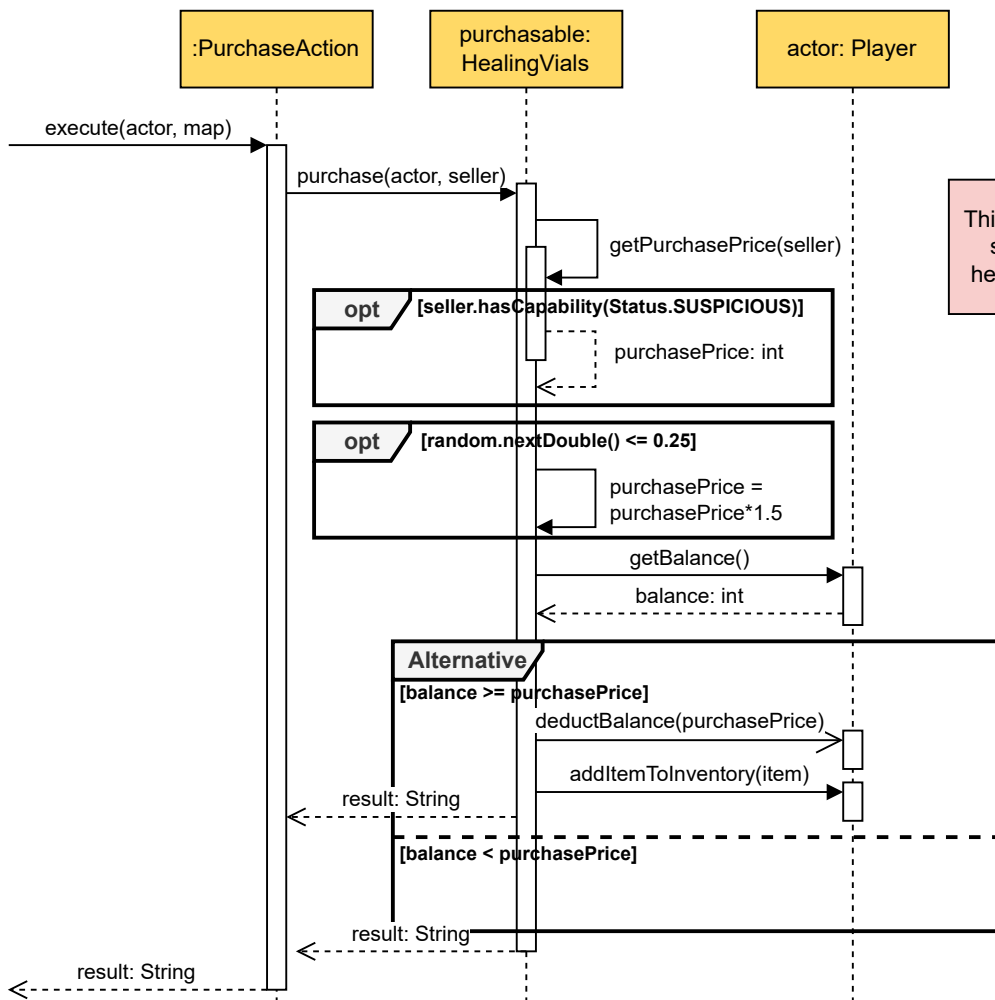 :PurchaseAction
purchasable:
HealingVials
actor: Player
execute(actor, map)
purchase(actor, seller)
getPurchasePrice(seller)
opt
[seller.hasCapability(Status.SUSPICIOUS)]
purchasePrice: int
opt
[random.nextDouble() <= 0.25]
purchasePrice =
purchasePrice*1.5
getBalance()
balance: int
Alternative
[balance >= purchasePrice]
deductBalance(purchasePrice)
addItemToInventory(item)
result: String
[balance < purchasePrice]
result: String
result: String